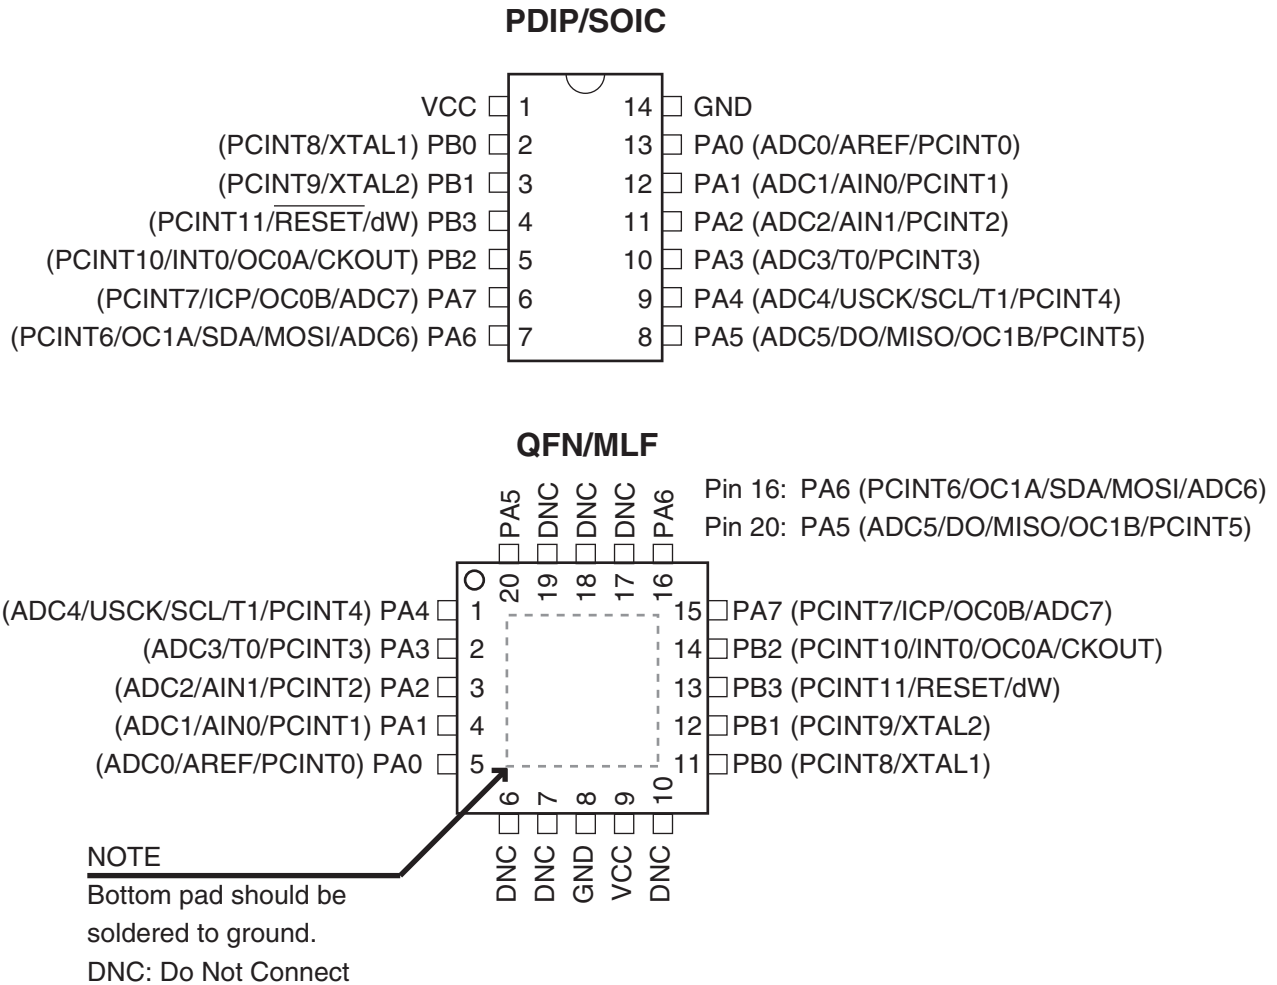 PDIP/SOIC
VCC 1 14 GND
(PCINT8/XTAL1) PB0 2 13 PA0 (ADC0/AREF/PCINT0)
(PCINT9/XTAL2) PB1 3 12 PA1 (ADC1/AIN0/PCINT1)
(PCINT11/RESET/dW) PB3 4 11 PA2 (ADC2/AIN1/PCINT2)
(PCINT10/INT0/OC0A/CKOUT) PB2 5 10 PA3 (ADC3/T0/PCINT3)
(PCINT7/ICP/OC0B/ADC7) PA7 6 9 PA4 (ADC4/USCK/SCL/T1/PCINT4)
(PCINT6/OC1A/SDA/MOSI/ADC6) PA6 7 8 PA5 (ADC5/DO/MISO/OC1B/PCINT5)
QFN/MLF
Pin 16: PA6 (PCINT6/OC1A/SDA/MOSI/ADC6)
Pin 20: PA5 (ADC5/DO/MISO/OC1B/PCINT5)
PA5 DNC DNC DNC PA6
20 19 18 17 16
(ADC4/USCK/SCL/T1/PCINT4) PA4 1 15 PA7 (PCINT7/ICP/OC0B/ADC7)
(ADC3/T0/PCINT3) PA3 2 14 PB2 (PCINT10/INT0/OC0A/CKOUT)
(ADC2/AIN1/PCINT2) PA2 3 13 PB3 (PCINT11/RESET/dW)
(ADC1/AIN0/PCINT1) PA1 4 12 PB1 (PCINT9/XTAL2)
(ADC0/AREF/PCINT0) PA0 5 11 PB0 (PCINT8/XTAL1)
6 7 8 9 10
DNC DNC GND VCC DNC
NOTE
Bottom pad should be
soldered to ground.
DNC: Do Not Connect